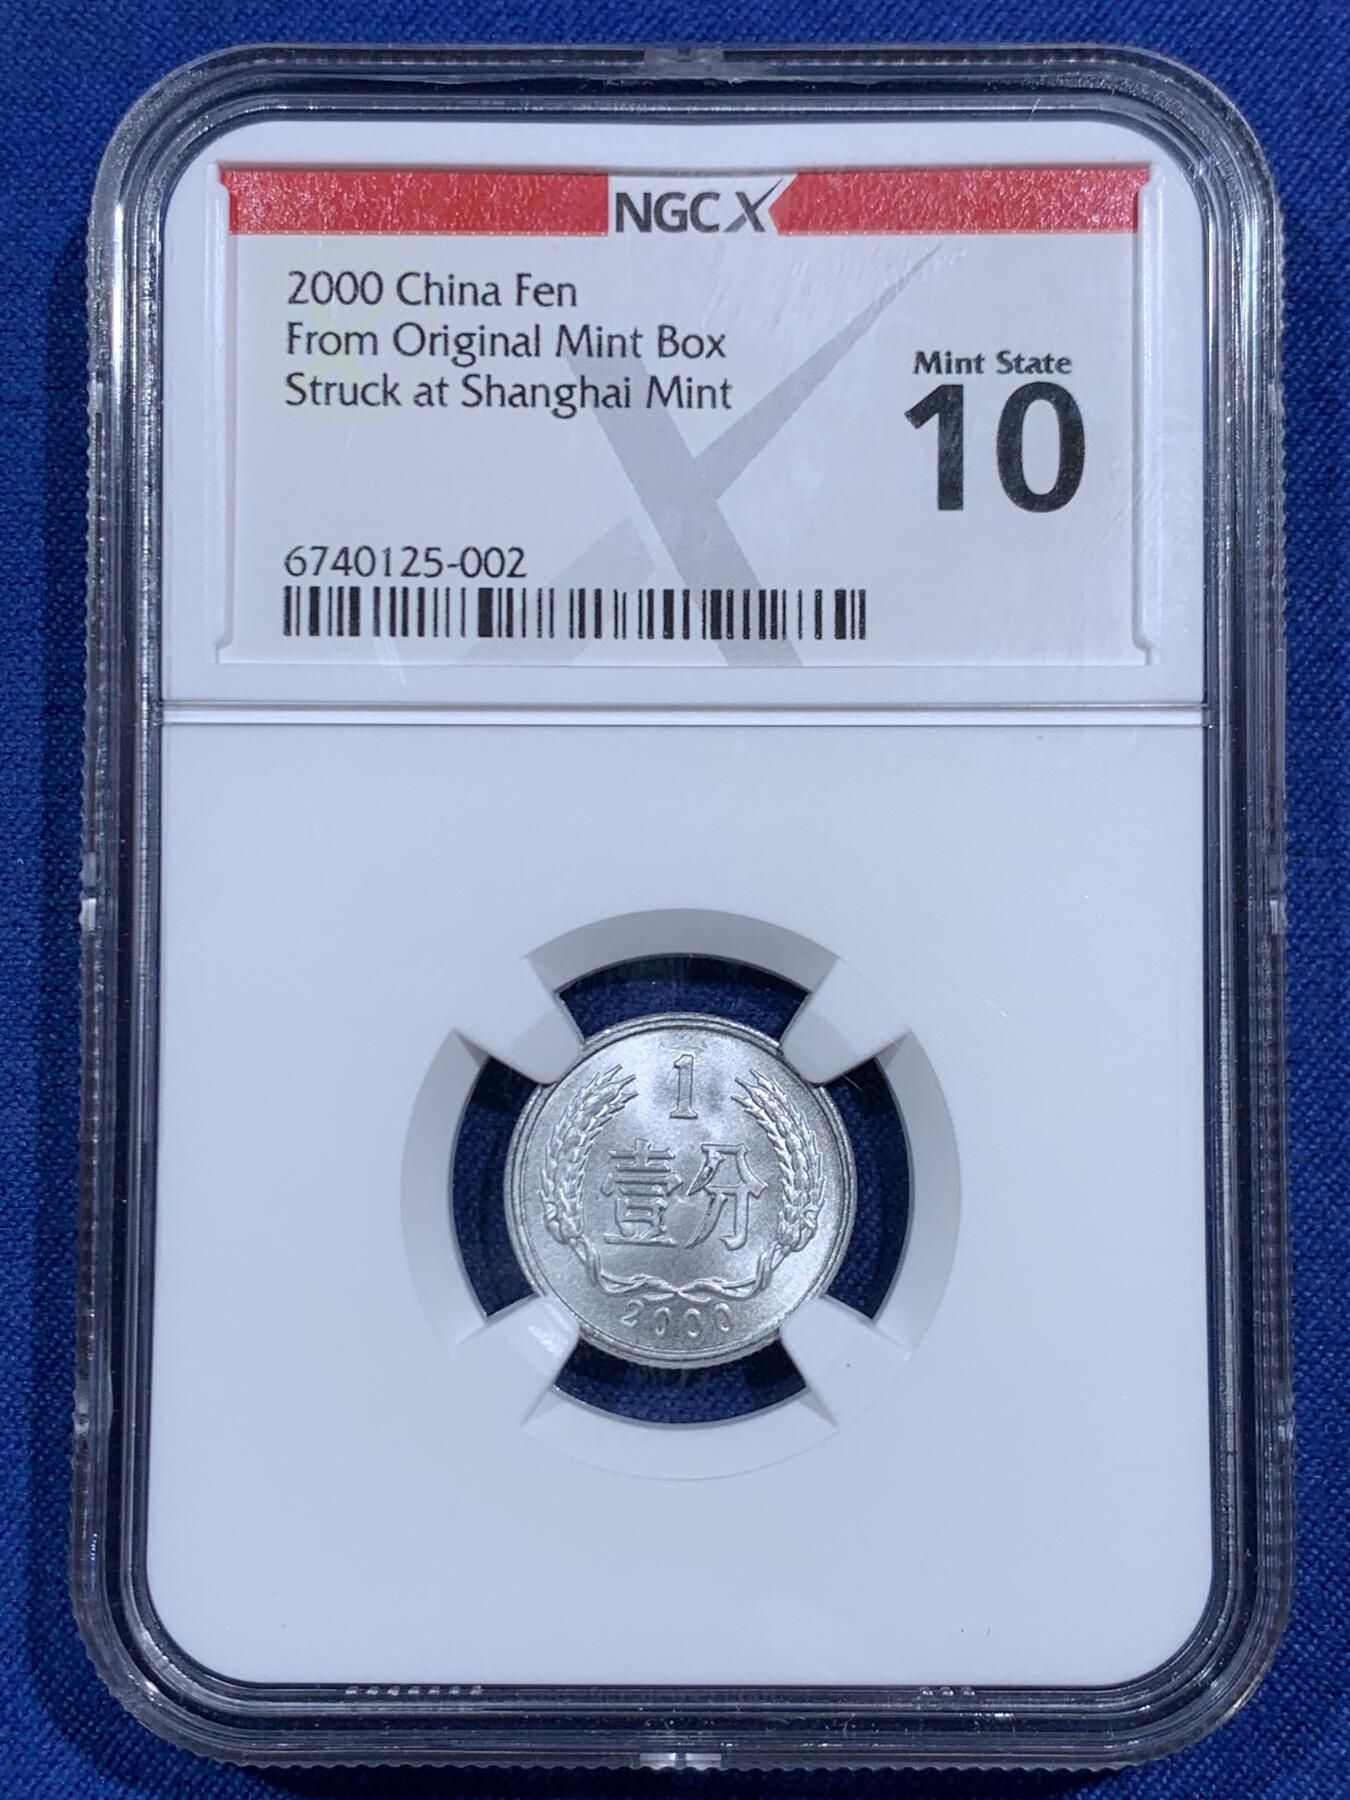 NGCX
2000 China Fen
From Original Mint Box
Struck at Shanghai Mint
Mint State
10
6740125-002
1
壹分
2000